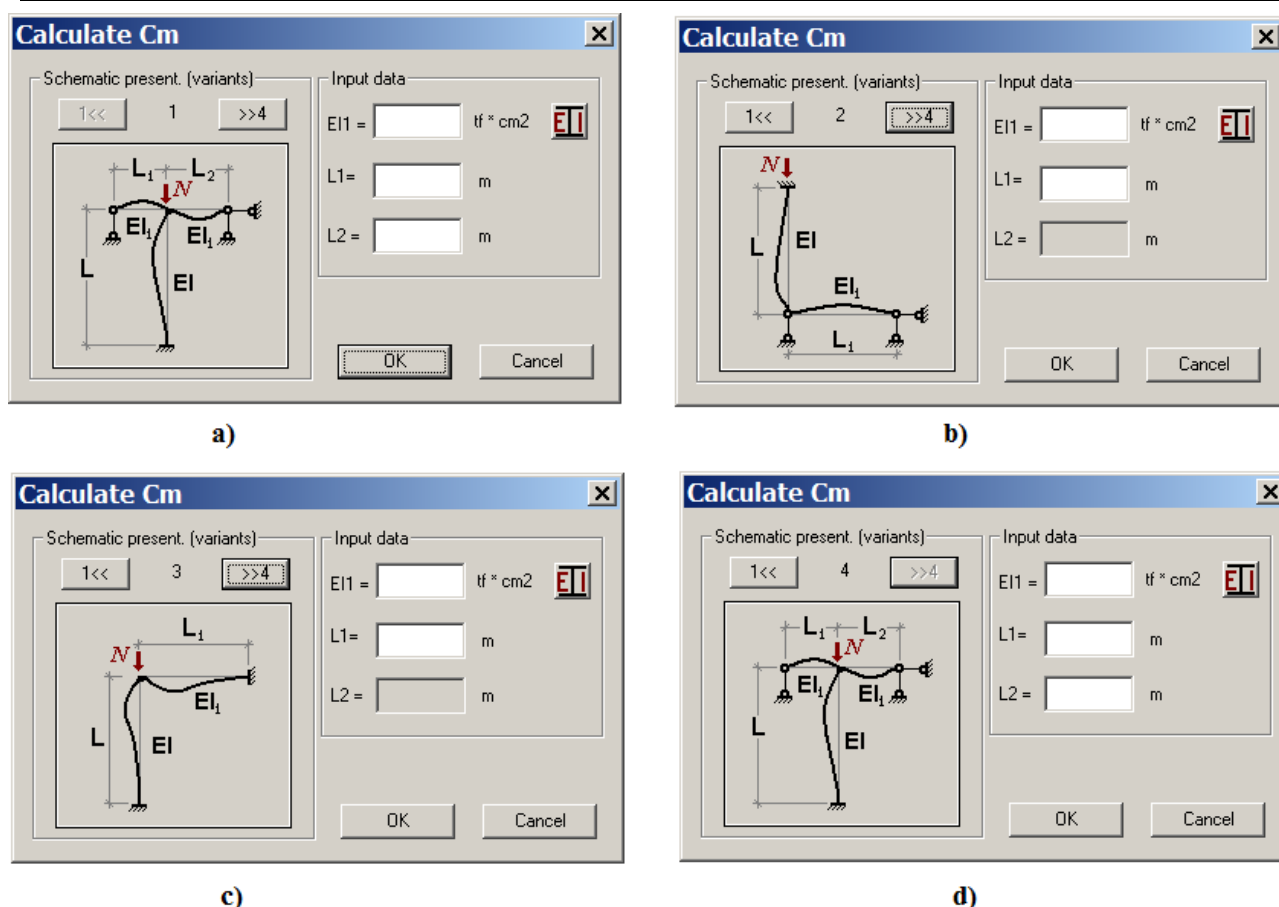 Calculate Cm
Schematic present. (variants)
1<< 1 >>4
L₁ L₂
N
EI₁ EI₁
L
EI
Input data
EI1 = tf * cm2 EI
L1= m
L2 = m
OK Cancel
a)
Calculate Cm
Schematic present. (variants)
1<< 2 >>4
N
L
EI
EI₁
L₁
Input data
EI1 = tf * cm2 EI
L1= m
L2 = m
OK Cancel
b)
Calculate Cm
Schematic present. (variants)
1<< 3 >>4
L₁
N
EI₁
L
EI
Input data
EI1 = tf * cm2 EI
L1= m
L2 = m
OK Cancel
c)
Calculate Cm
Schematic present. (variants)
1<< 4 >>4
L₁ L₂
N
EI₁ EI₁
L
EI
Input data
EI1 = tf * cm2 EI
L1= m
L2 = m
OK Cancel
d)